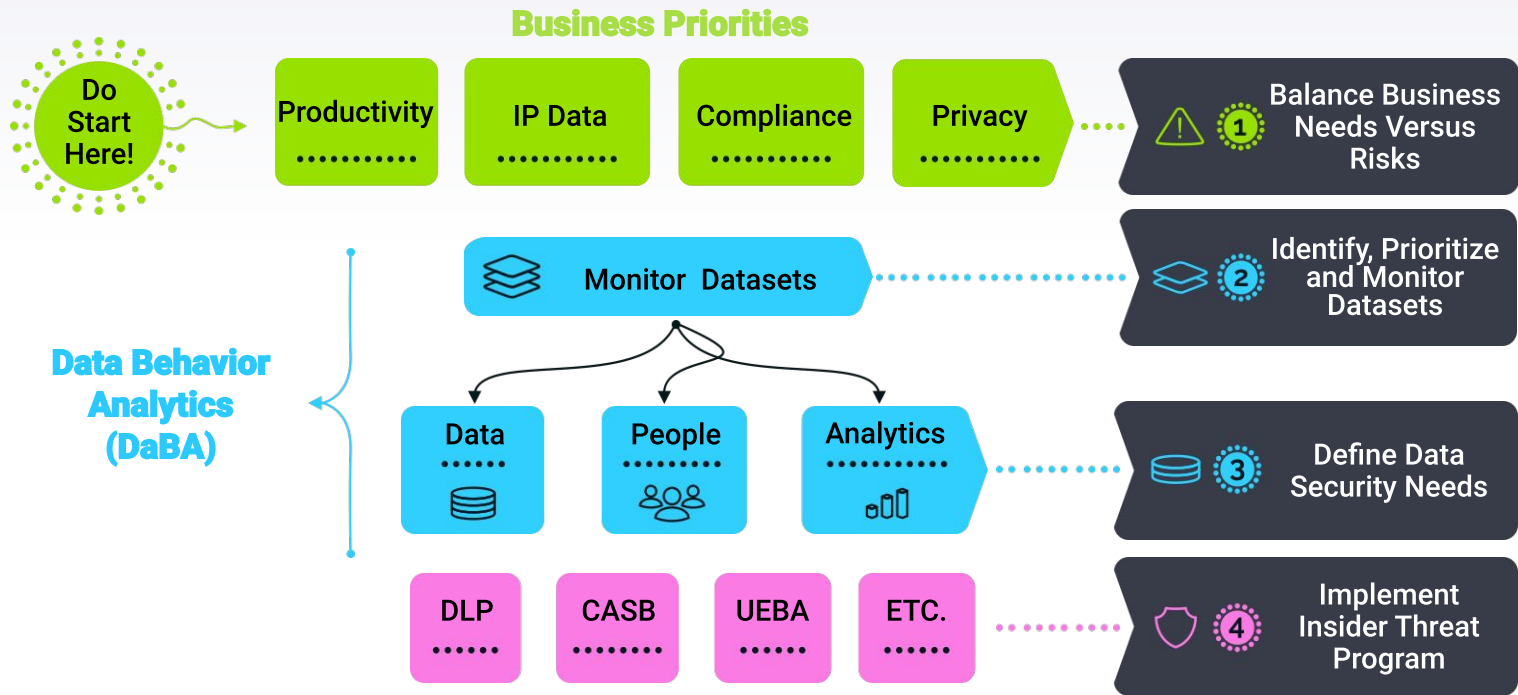 Business Priorities
Do
Start
Here!
Productivity
IP Data
Compliance
Privacy
1
Balance Business
Needs Versus
Risks
Monitor Datasets
2
Identify, Prioritize
and Monitor
Datasets
Data Behavior
Analytics
(DaBA)
Data
People
Analytics
3
Define Data
Security Needs
DLP
CASB
UEBA
ETC.
4
Implement
Insider Threat
Program